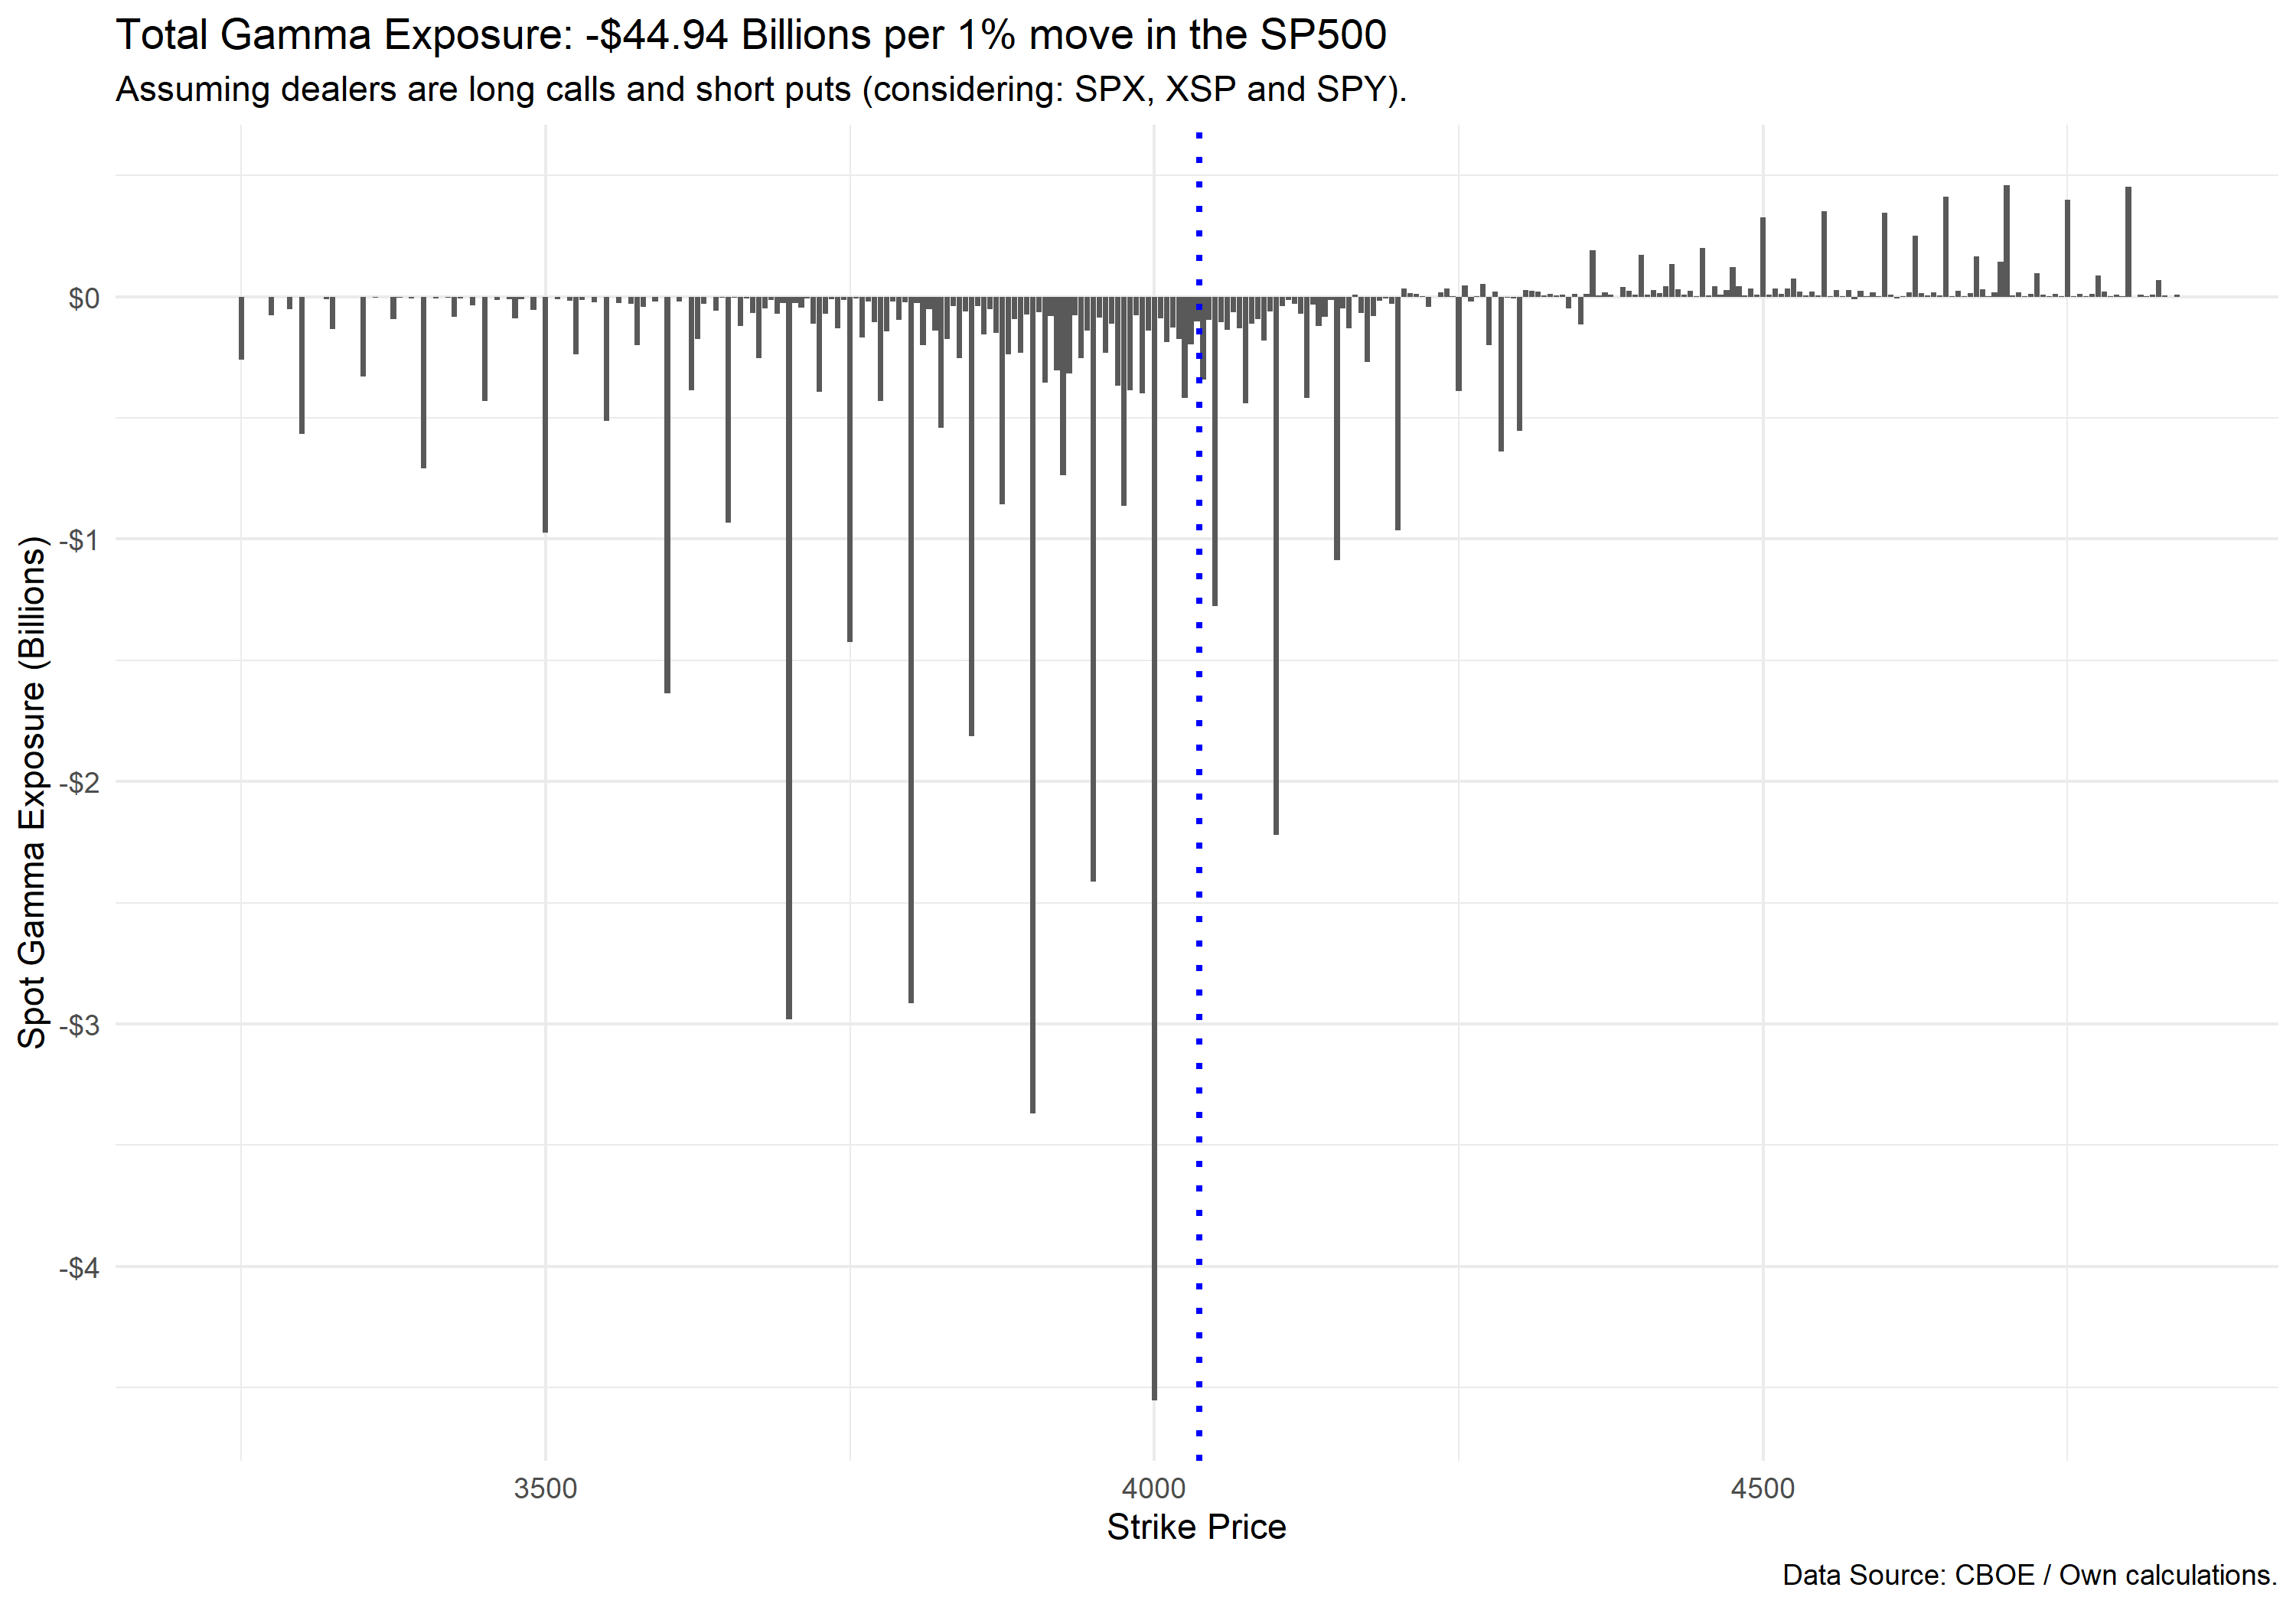 Total Gamma Exposure: -$44.94 Billions per 1% move in the SP500
Assuming dealers are long calls and short puts (considering: SPX, XSP and SPY).
Spot Gamma Exposure (Billions)
$0
-$1
-$2
-$3
-$4
3500
4000
4500
Strike Price
Data Source: CBOE / Own calculations.